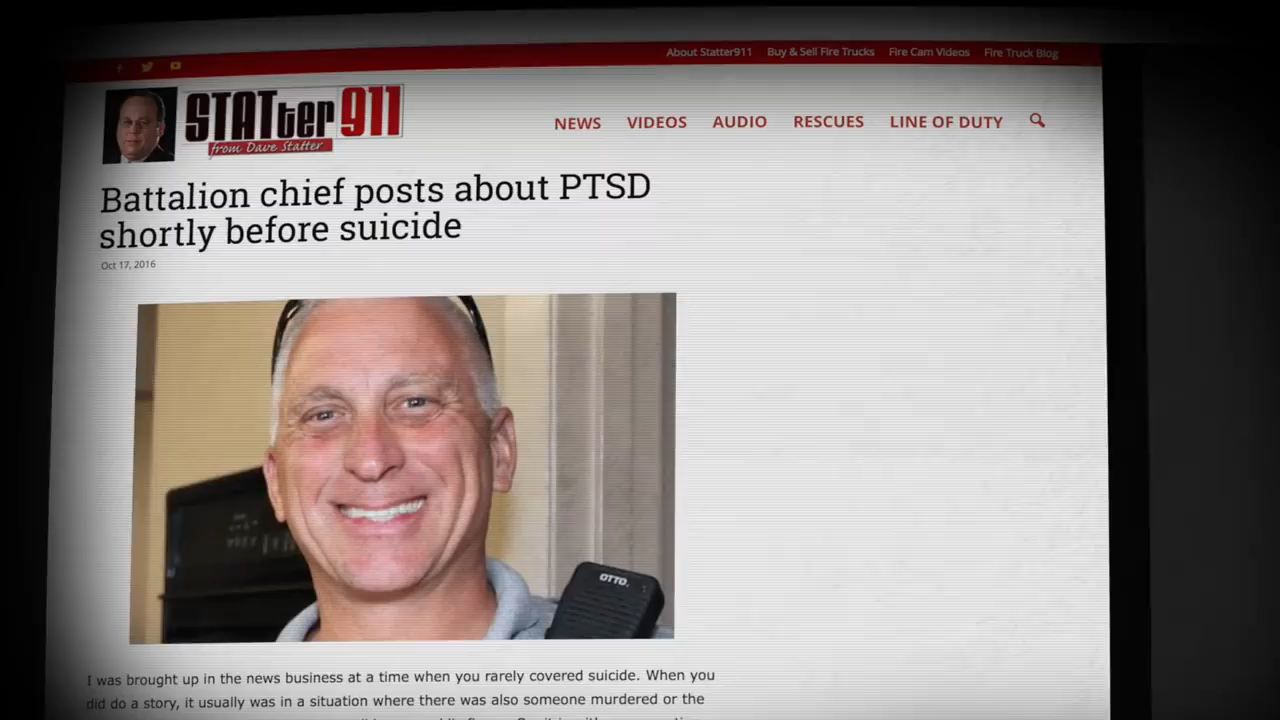 About Statter911 Buy & Sell Fire Trucks Fire Cam Videos Fire Truck Blog
STATter 911
from Dave Statter
NEWS VIDEOS AUDIO RESCUES LINE OF DUTY
Battalion chief posts about PTSD
shortly before suicide
Oct 17, 2016
OTTO
I was brought up in the news business at a time when you rarely covered suicide. When you
did do a story, it usually was in a situation where there was also someone murdered or the